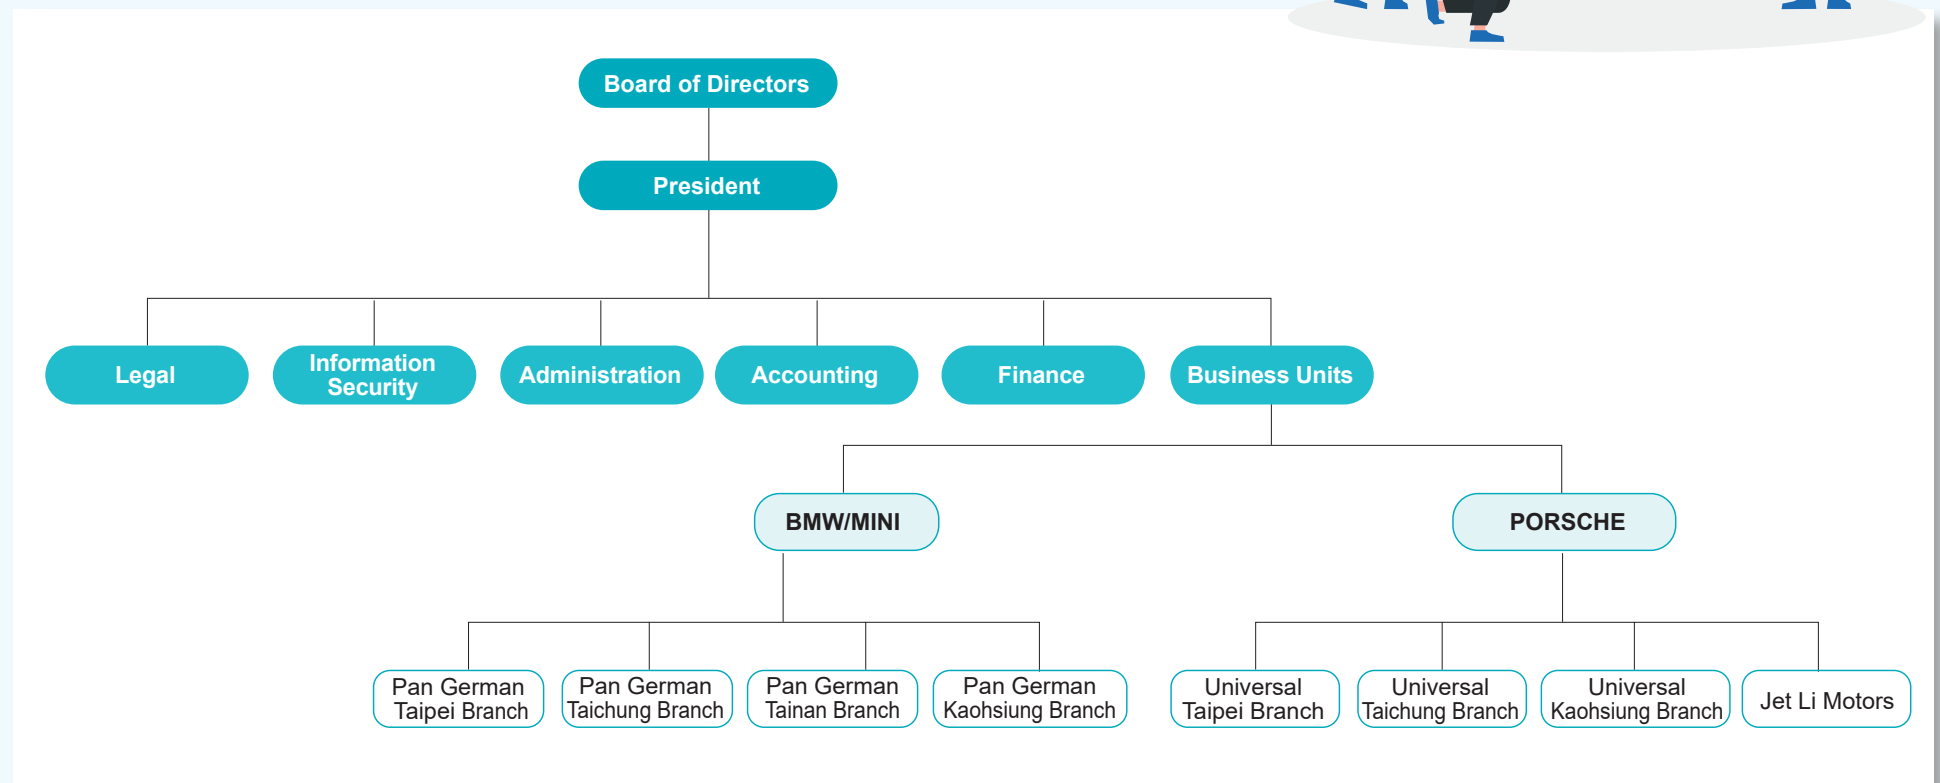 Board of Directors
President
Legal
Information
Security
Administration
Accounting
Finance
Business Units
BMW/MINI
PORSCHE
Pan German
Taipei Branch
Pan German
Taichung Branch
Pan German
Tainan Branch
Pan German
Kaohsiung Branch
Universal
Taipei Branch
Universal
Taichung Branch
Universal
Kaohsiung Branch
Jet Li Motors